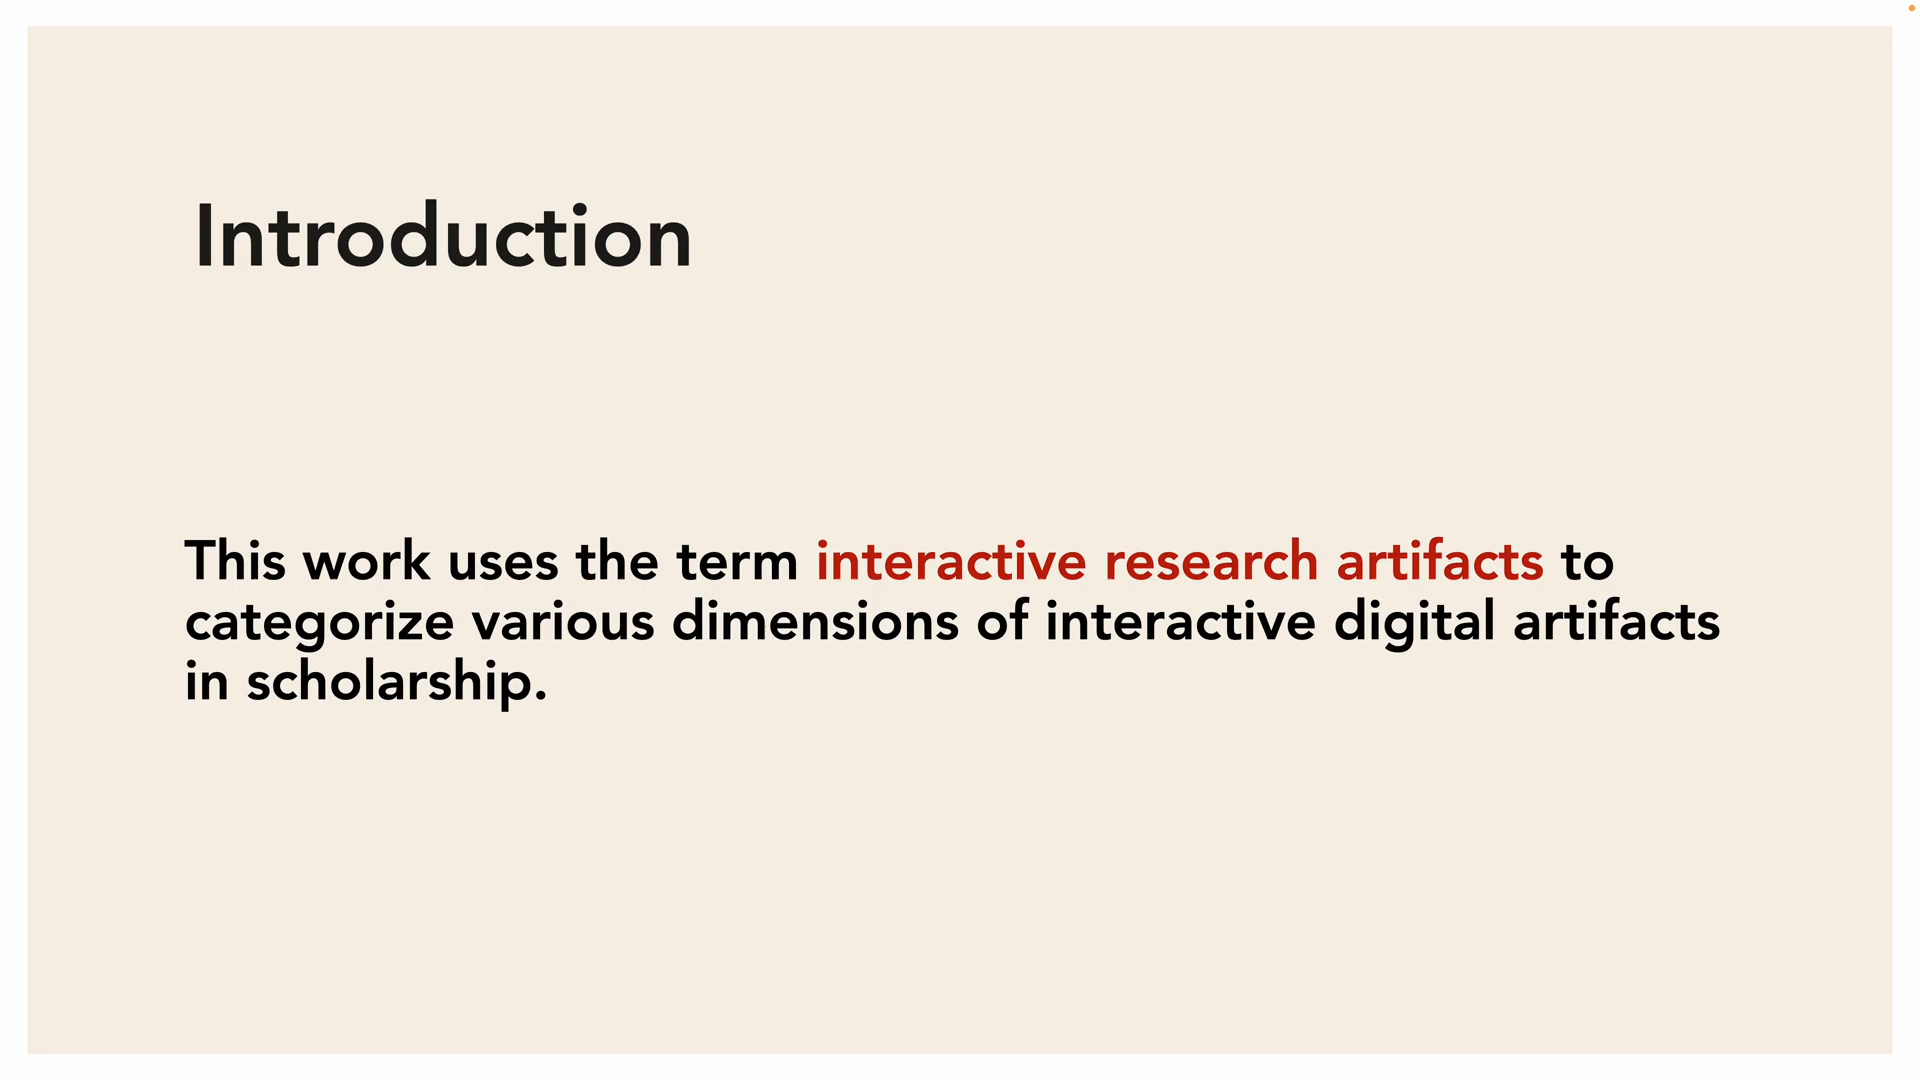 Introduction
This work uses the term interactive research artifacts to
categorize various dimensions of interactive digital artifacts
in scholarship.